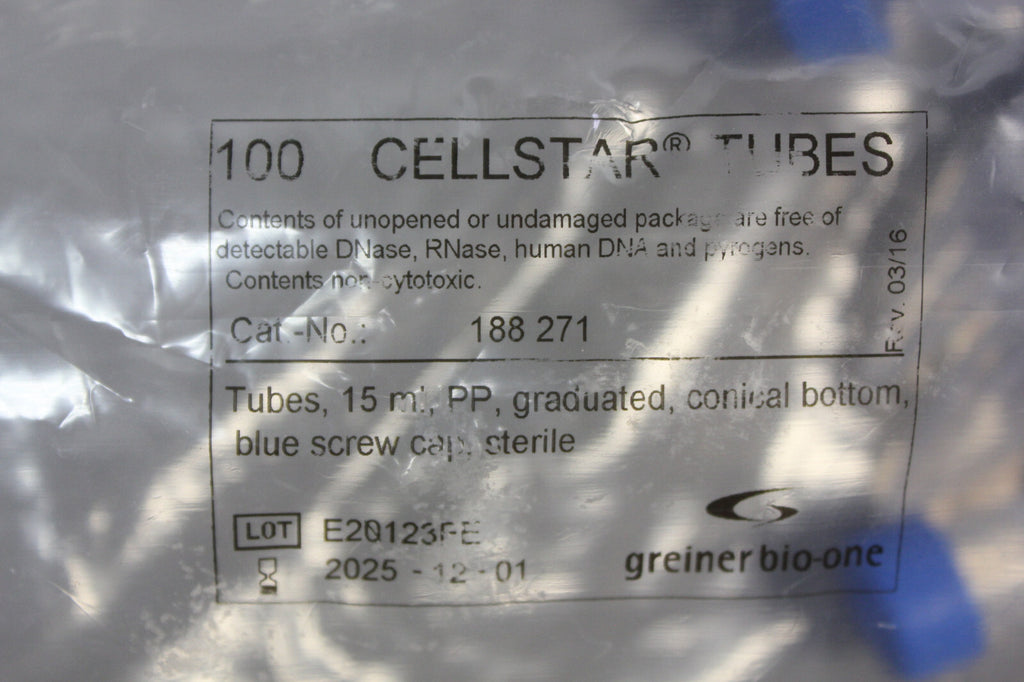 100 CELLSTAR® TUBES
Contents of unopened or undamaged package are free of
detectable DNase, RNase, human DNA and pyrogens.
Contents non-cytotoxic.
Cat.-No.: 188 271
Rev. 03/16
Tubes, 15 ml, PP, graduated, conical bottom,
blue screw cap, sterile
LOT
2025-12-01
greiner bio-one